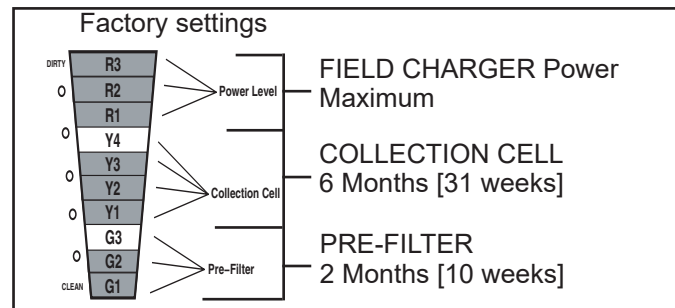 Factory settings
DIRTY
R3
R2
R1
Y4
Y3
Y2
Y1
G3
G2
G1
CLEAN
Power Level
Collection Cell
Pre-Filter
FIELD CHARGER Power
Maximum
COLLECTION CELL
6 Months [31 weeks]
PRE-FILTER
2 Months [10 weeks]